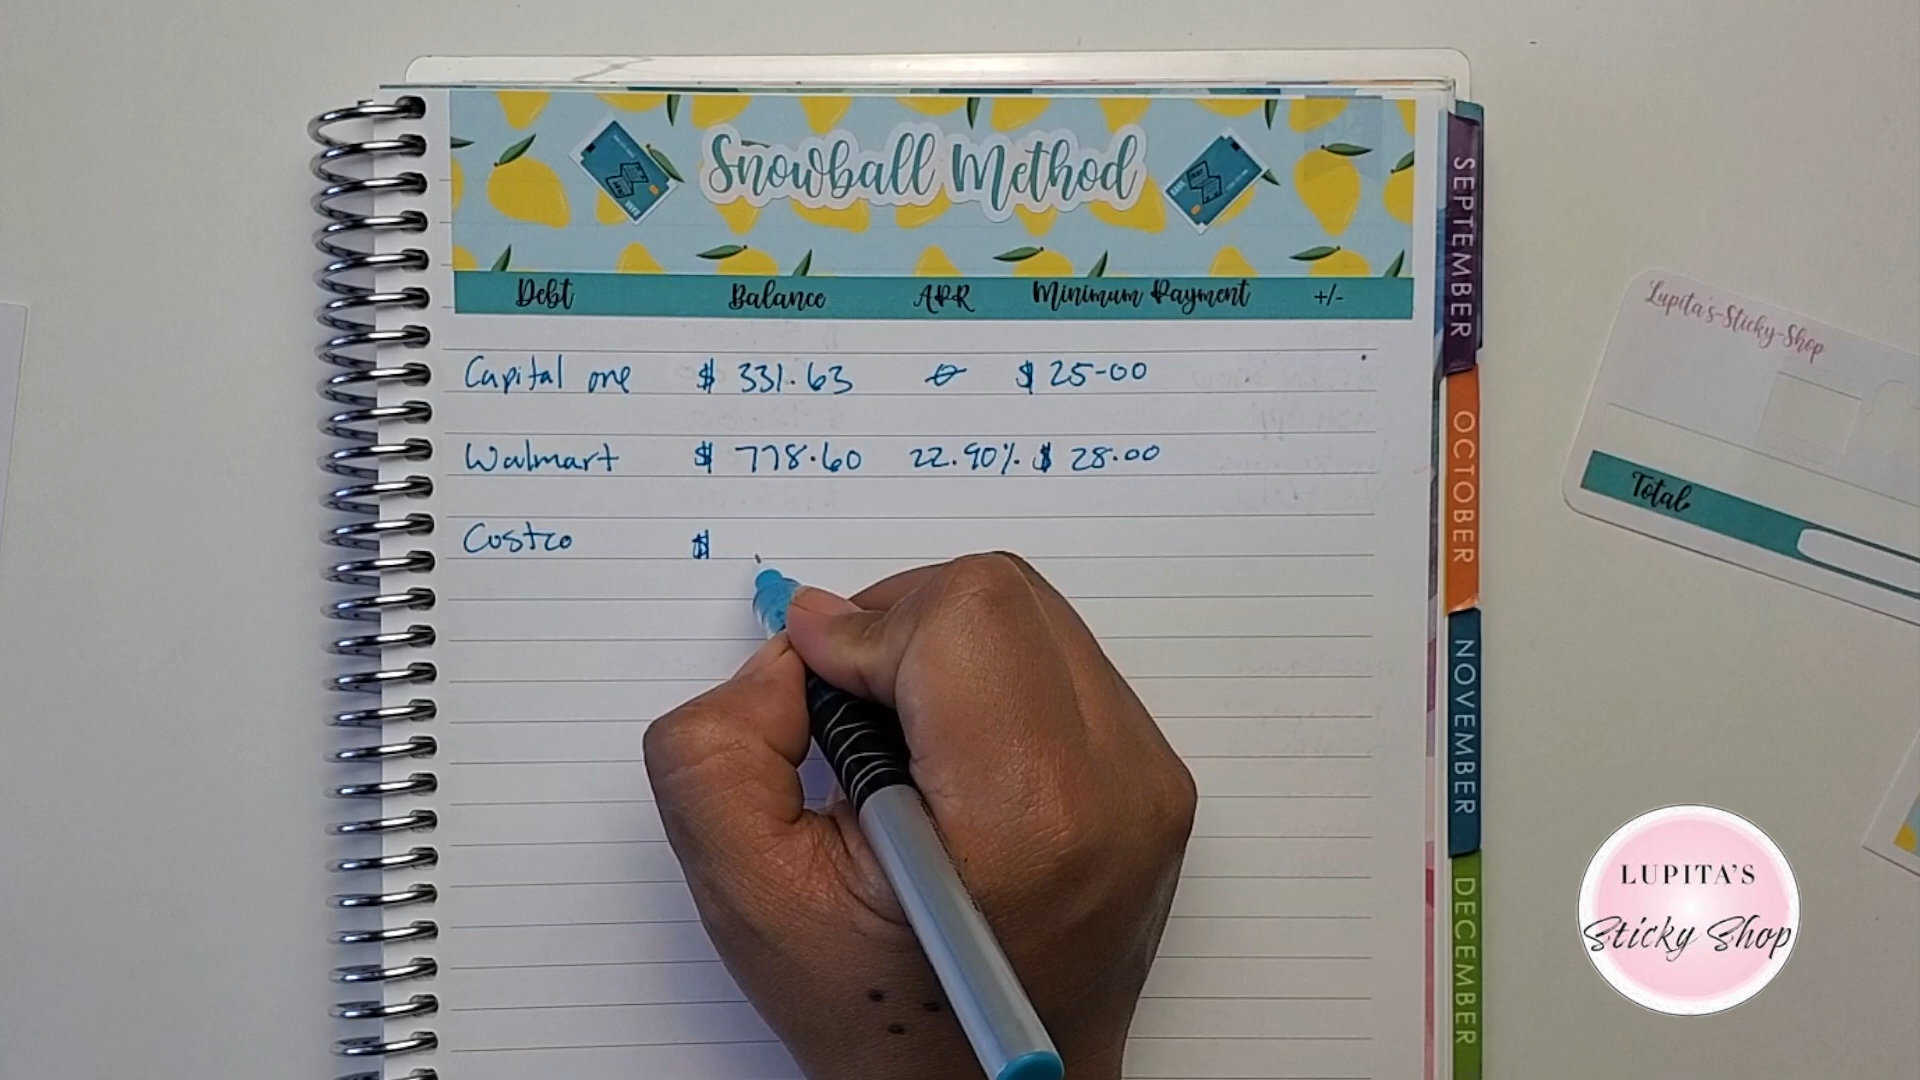 Snowball Method
Debt Balance APR Minimum Payment +/-
Capital one $ 331.63 0 $ 25-00
Walmart $ 778.60 22.90% $ 28.00
Costco $
SEPTEMBER
OCTOBER
NOVEMBER
DECEMBER
Lupita's-Sticky-Shop
Total
LUPITA'S
Sticky Shop